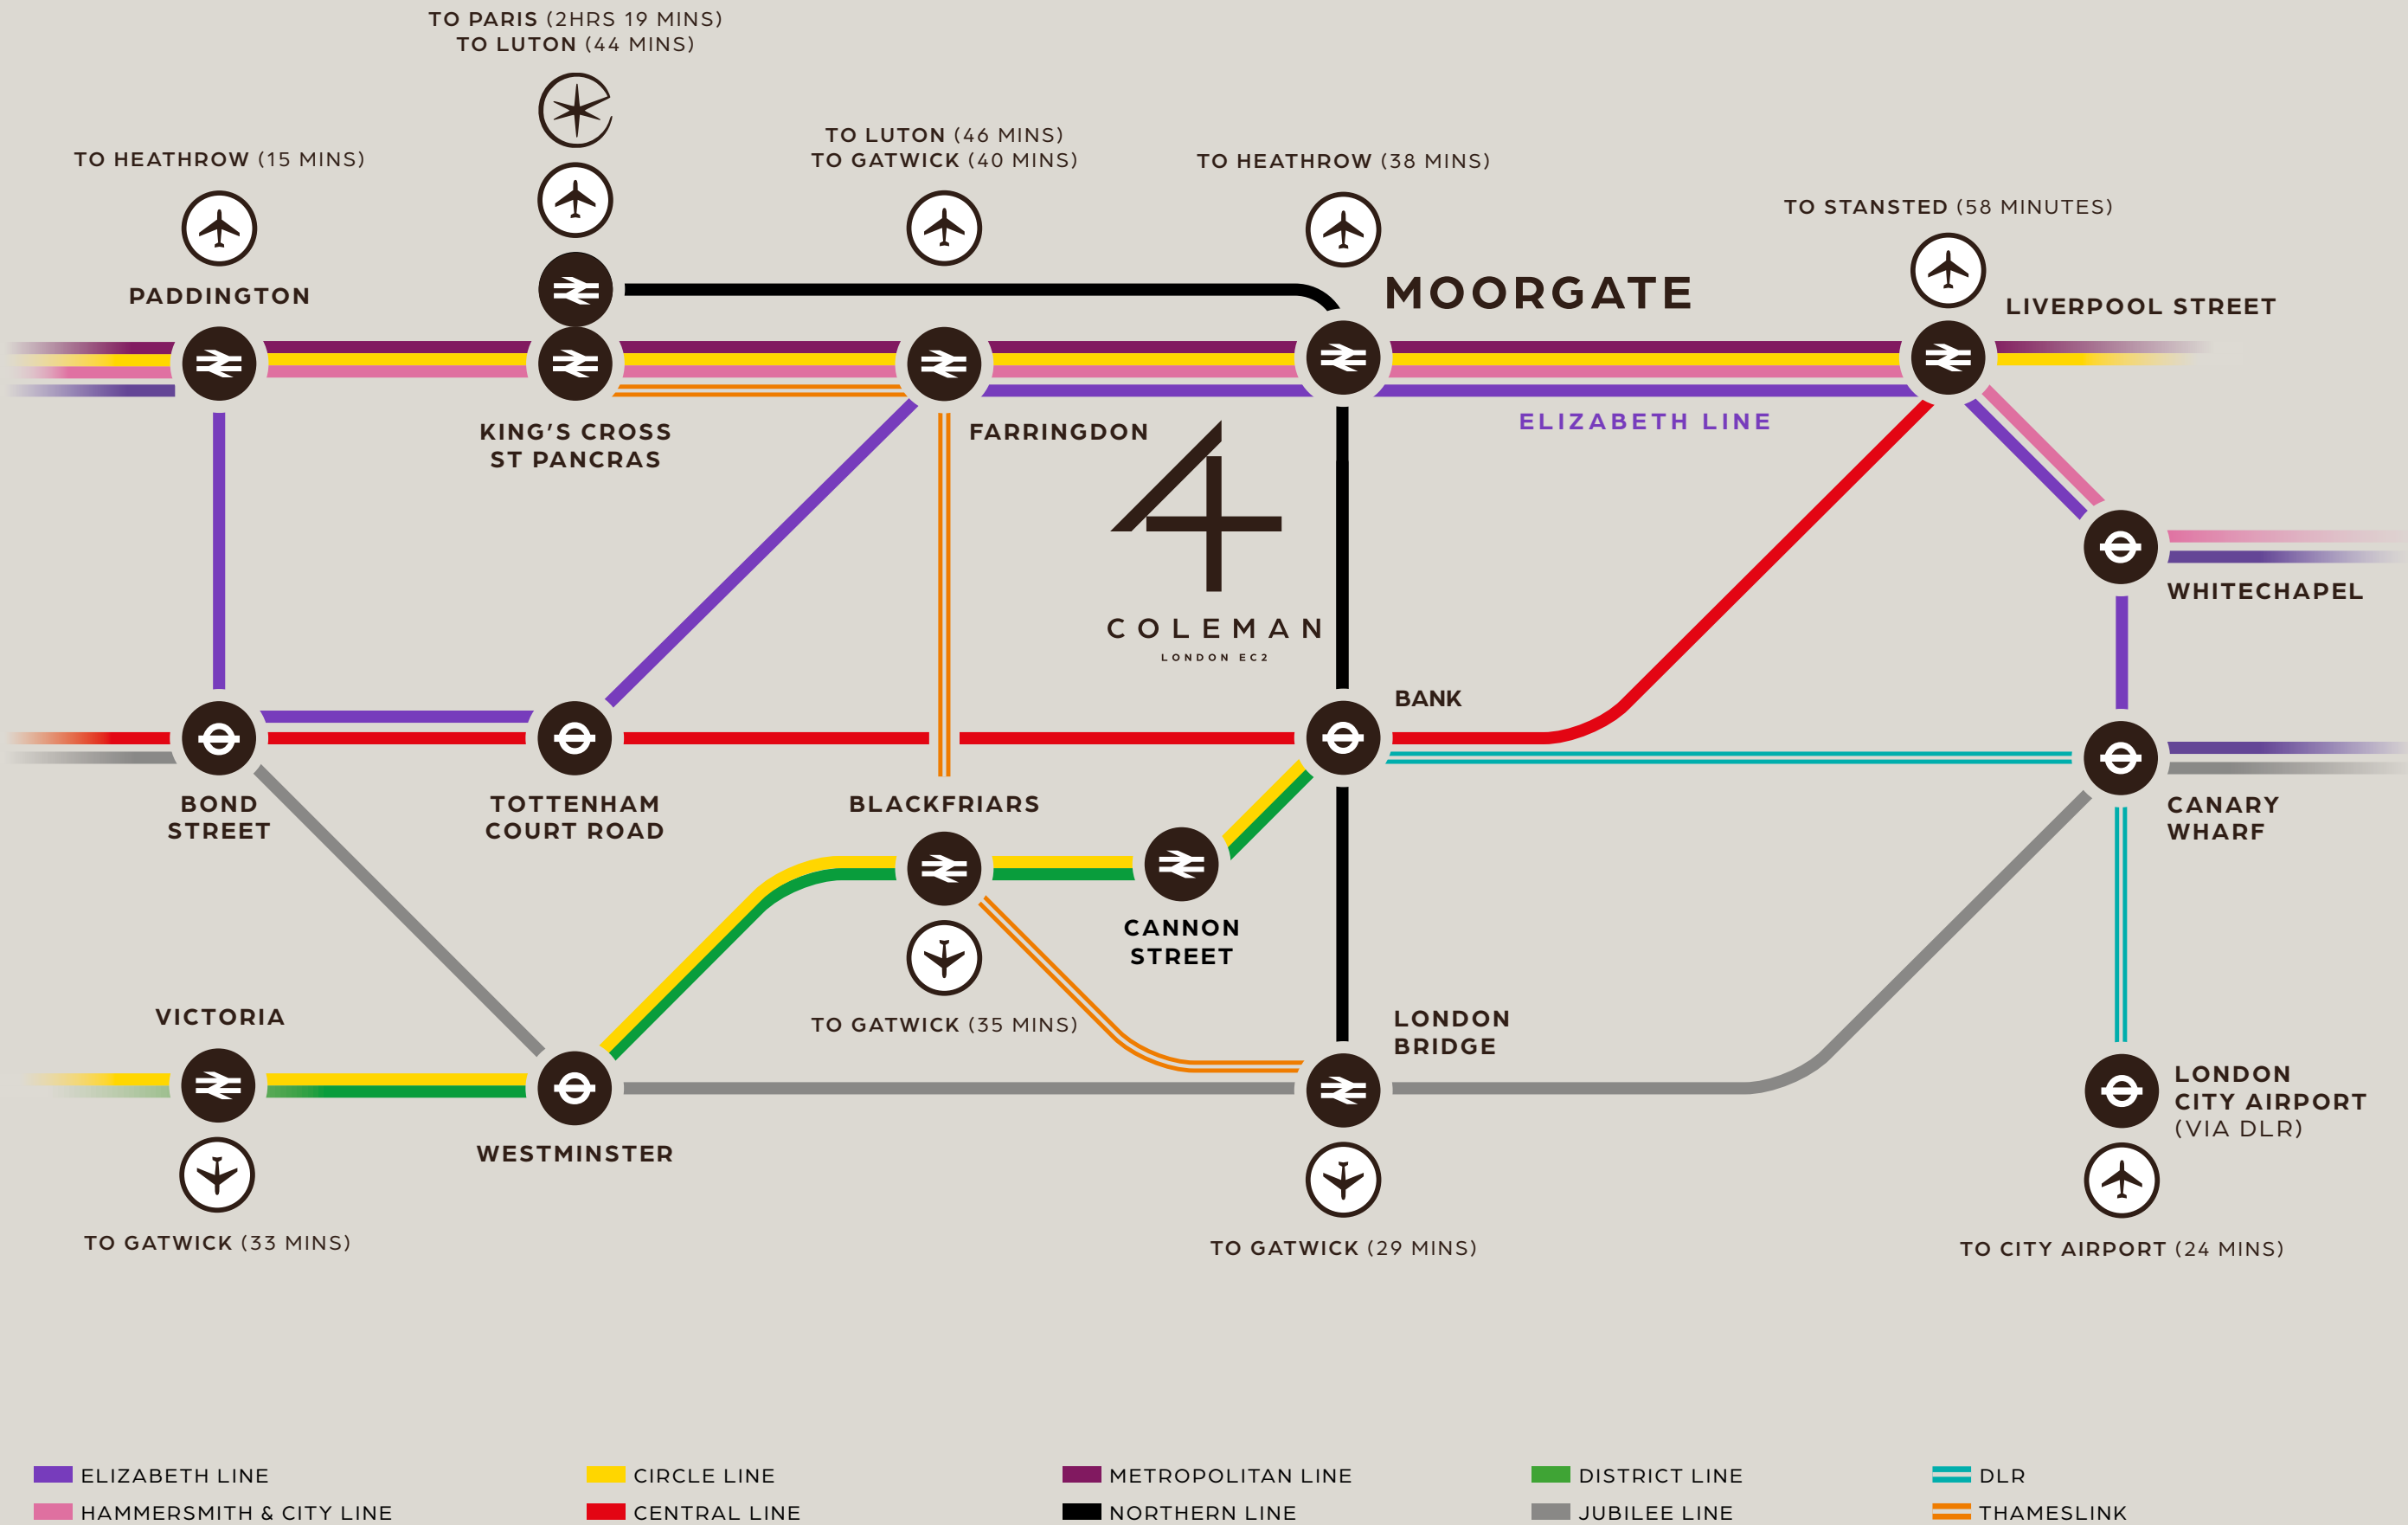 TO PARIS (2HRS 19 MINS)
TO LUTON (44 MINS)
TO HEATHROW (15 MINS)
TO LUTON (46 MINS)
TO GATWICK (40 MINS)
TO HEATHROW (38 MINS)
TO STANSTED (58 MINUTES)
PADDINGTON
MOORGATE
LIVERPOOL STREET
KING'S CROSS
ST PANCRAS
FARRINGDON
ELIZABETH LINE
4
COLEMAN
LONDON EC2
WHITECHAPEL
BANK
BOND
STREET
TOTTENHAM
COURT ROAD
BLACKFRIARS
CANARY
WHARF
CANNON
STREET
VICTORIA
TO GATWICK (35 MINS)
LONDON
BRIDGE
LONDON
CITY AIRPORT
(VIA DLR)
WESTMINSTER
TO GATWICK (33 MINS)
TO GATWICK (29 MINS)
TO CITY AIRPORT (24 MINS)
ELIZABETH LINE
CIRCLE LINE
METROPOLITAN LINE
DISTRICT LINE
DLR
HAMMERSMITH & CITY LINE
CENTRAL LINE
NORTHERN LINE
JUBILEE LINE
THAMESLINK